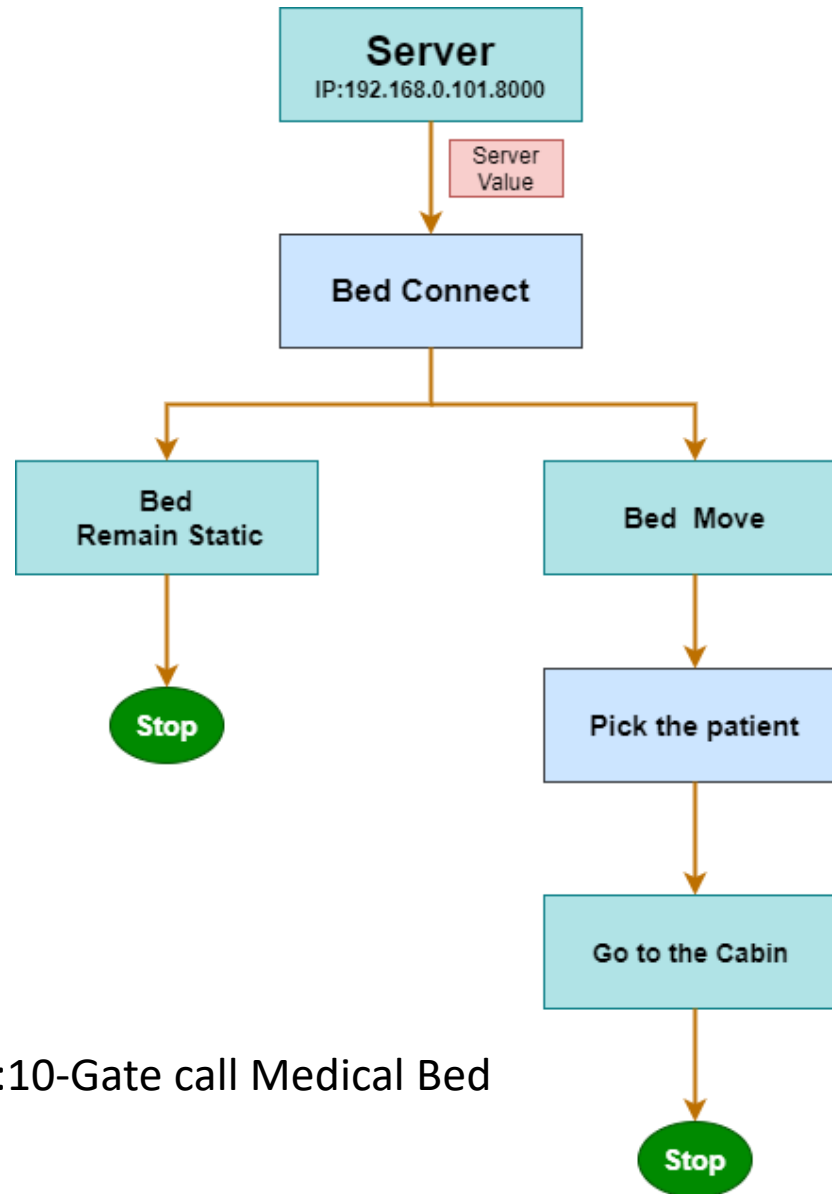 Server
IP:192.168.0.101.8000
Server
Value
Bed Connect
Bed
Remain Static
Bed Move
Stop
Pick the patient
Go to the Cabin
:10-Gate call Medical Bed
Stop